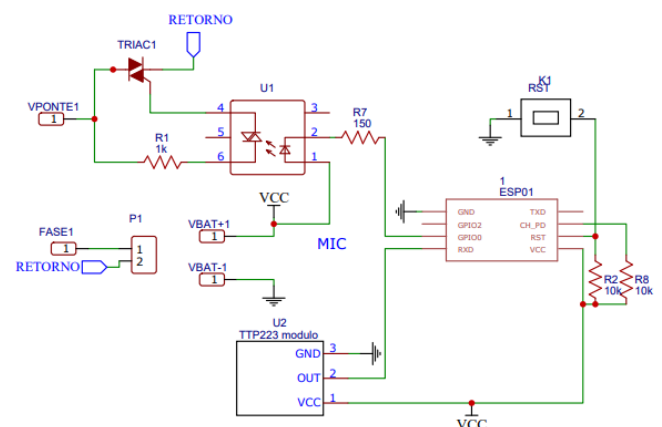 RETORNO
TRIAC1
VPONTE1
1
R1
1k
U1
4
5
6
3
2
1
R7
150
K1
RST
1
2
1
ESP01
GND
GPIO2
GPIO0
RXD
TXD
CH_PD
RST
VCC
R2
10k
R8
10k
FASE1
1
RETORNO
P1
1
2
VCC
VBAT+1
1
MIC
VBAT-1
1
U2
TTP223 modulo
GND
3
OUT
2
VCC
1
VCC